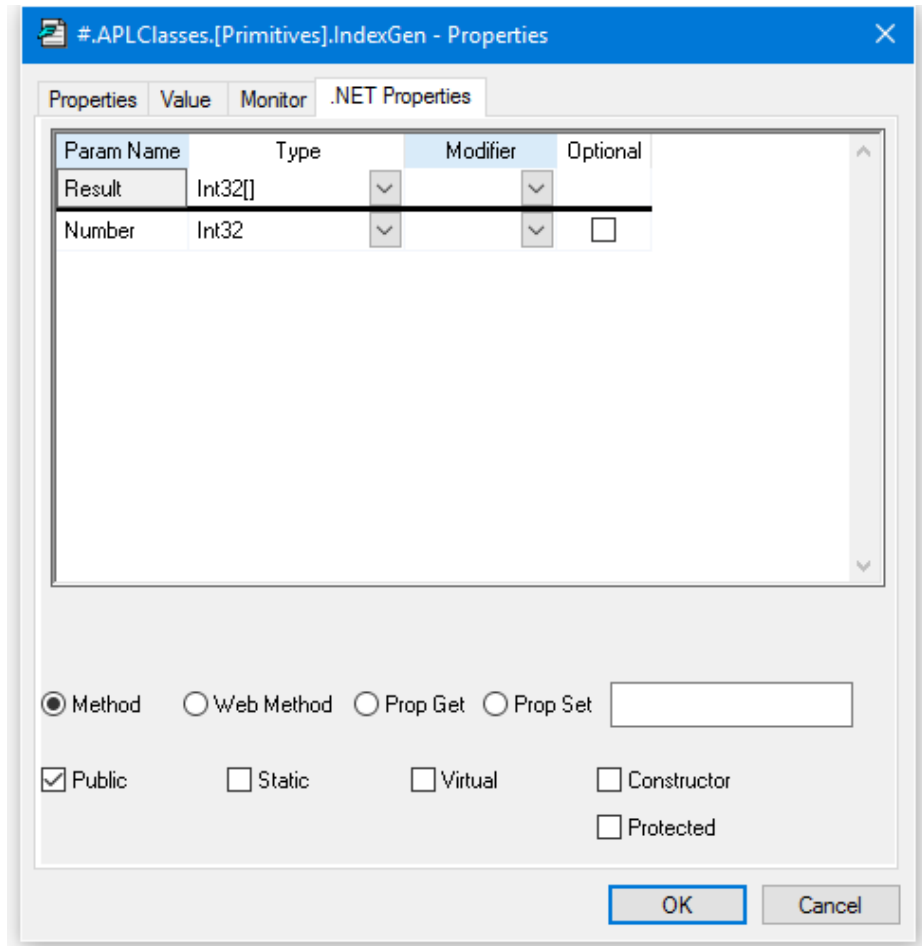 #.APLClasses.[Primitives].IndexGen - Properties
Properties Value Monitor .NET Properties
Param Name Type Modifier Optional
Result Int32[]
Number Int32
Method Web Method Prop Get Prop Set
Public Static Virtual Constructor
Protected
OK Cancel